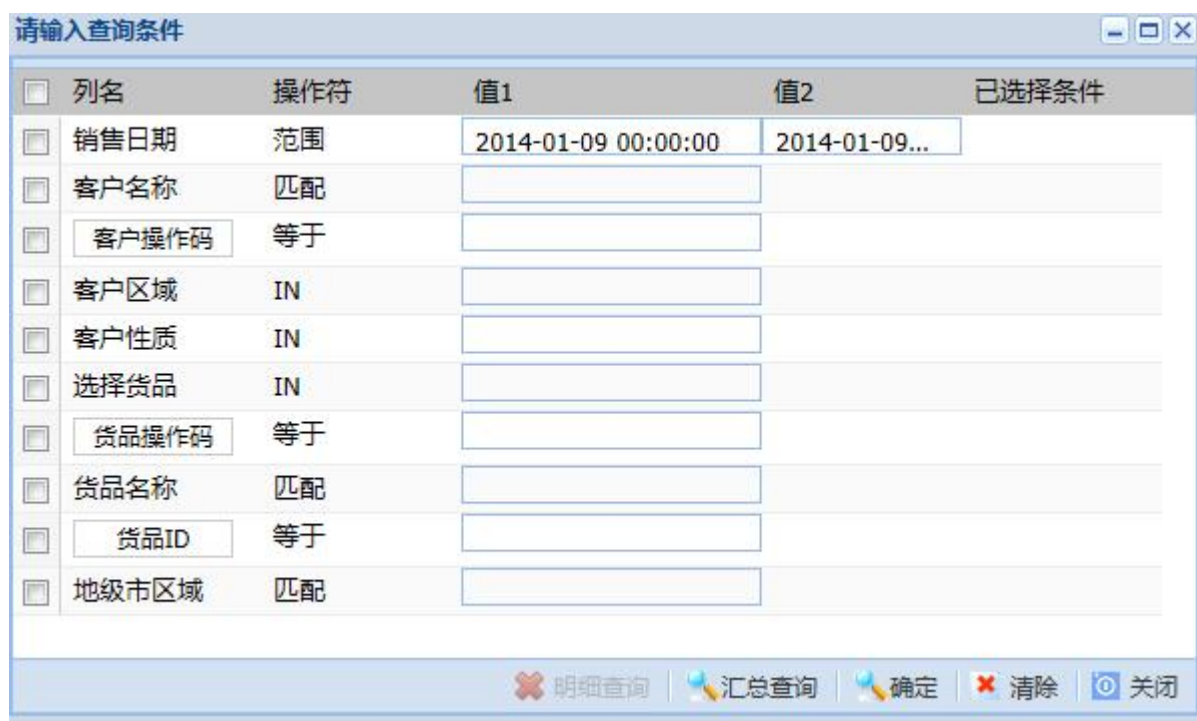 请输入查询条件
列名 操作符 值1 值2 已选择条件
销售日期 范围 2014-01-09 00:00:00 2014-01-09...
客户名称 匹配
客户操作码 等于
客户区域 IN
客户性质 IN
选择货品 IN
货品操作码 等于
货品名称 匹配
货品ID 等于
地级市区域 匹配
明细查询 汇总查询 确定 清除 关闭